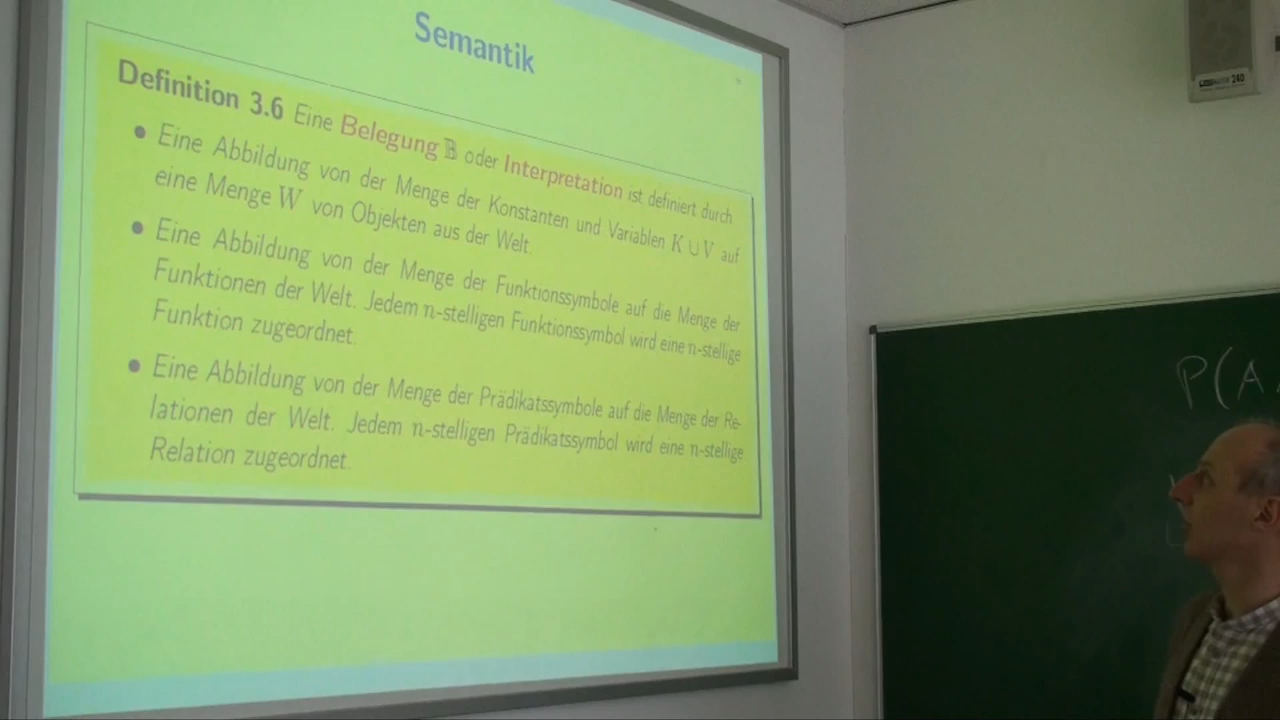 Semantik
Definition 3.6 Eine Belegung 𝔹 oder Interpretation ist definiert durch
• Eine Abbildung von der Menge der Konstanten und Variablen K ∪ V auf
eine Menge W von Objekten aus der Welt.
• Eine Abbildung von der Menge der Funktionssymbole auf die Menge der
Funktionen der Welt. Jedem n-stelligen Funktionssymbol wird eine n-stellige
Funktion zugeordnet.
• Eine Abbildung von der Menge der Prädikatssymbole auf die Menge der Re-
lationen der Welt. Jedem n-stelligen Prädikatssymbol wird eine n-stellige
Relation zugeordnet.
240
P(A